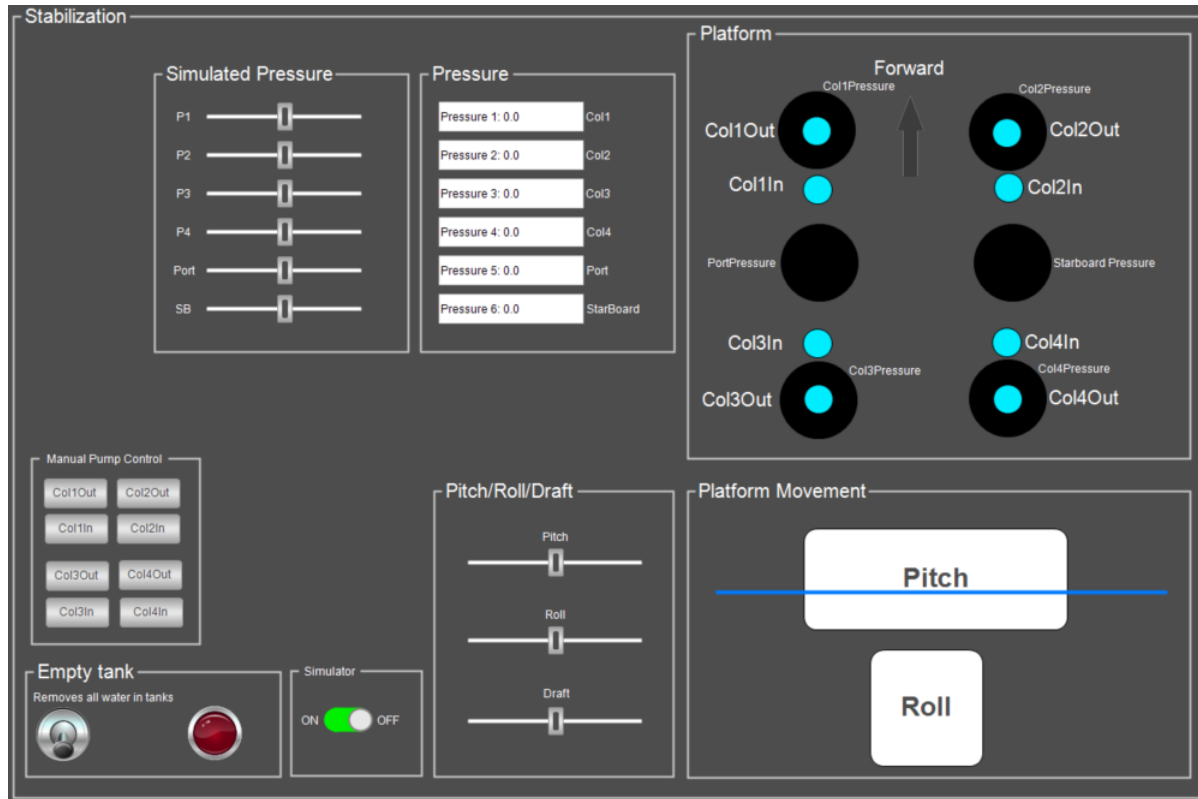 Stabilization
Simulated Pressure
P1
P2
P3
P4
Port
SB
Pressure
Pressure 1: 0.0 Col1
Pressure 2: 0.0 Col2
Pressure 3: 0.0 Col3
Pressure 4: 0.0 Col4
Pressure 5: 0.0 Port
Pressure 6: 0.0 StarBoard
Platform
Forward
Col1Pressure
Col2Pressure
Col1Out
Col2Out
Col1In
Col2In
PortPressure
Starboard Pressure
Col3In
Col4In
Col3Pressure
Col4Pressure
Col3Out
Col4Out
Manual Pump Control
Col1Out Col2Out
Col1In Col2In
Col3Out Col4Out
Col3In Col4In
Empty tank
Removes all water in tanks
Simulator
ON OFF
Pitch/Roll/Draft
Pitch
Roll
Draft
Platform Movement
Pitch
Roll